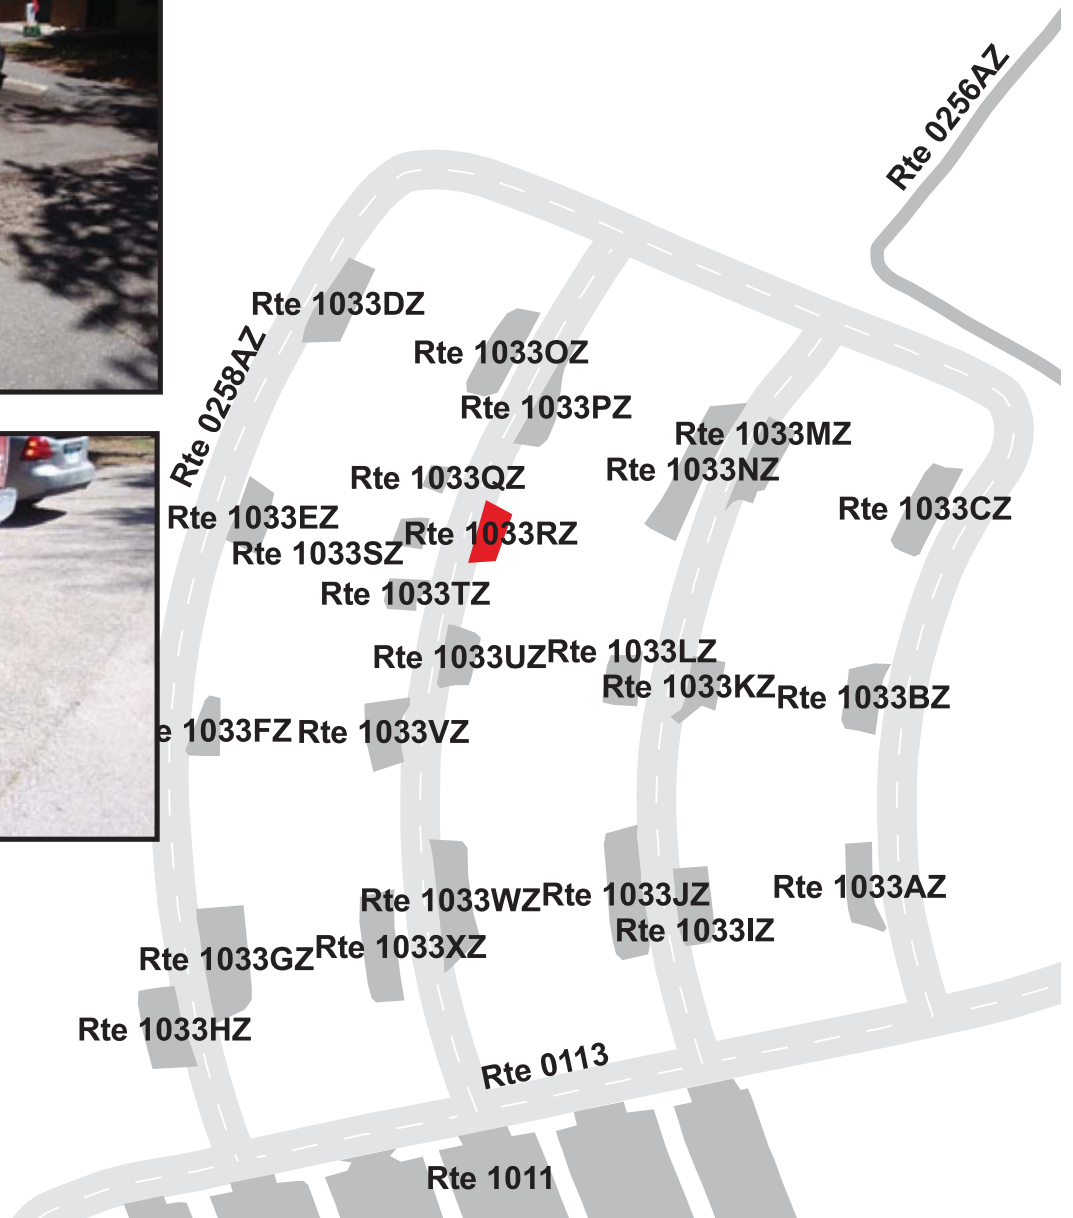 Rte 0256AZ
Rte 1033DZ
Rte 0258AZ
Rte 1033OZ
Rte 1033PZ
Rte 1033MZ
Rte 1033NZ
Rte 1033QZ
Rte 1033CZ
Rte 1033EZ
Rte 1033RZ
Rte 1033SZ
Rte 1033TZ
Rte 1033UZ
Rte 1033LZ
Rte 1033KZ
Rte 1033BZ
e 1033FZ
Rte 1033VZ
Rte 1033AZ
Rte 1033WZ
Rte 1033JZ
Rte 1033IZ
Rte 1033XZ
Rte 1033GZ
Rte 1033HZ
Rte 0113
Rte 1011